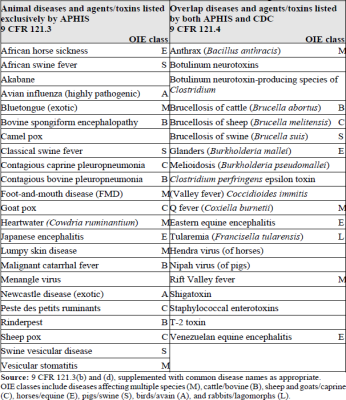 Animal diseases and agents/toxins listed
exclusively by APHIS
9 CFR 121.3
OIE class
African horse sickness E
African swine fever S
Akabane
Avian influenza (highly pathogenic) A
Bluetongue (exotic) M
Bovine spongiform encephalopathy B
Camel pox
Classical swine fever S
Contagious caprine pleuropneumonia C
Contagious bovine pleuropneumonia B
Foot-and-mouth disease (FMD) M
Goat pox C
Heartwater (Cowdria ruminantium) M
Japanese encephalitis E
Lumpy skin disease M
Malignant catarrhal fever B
Menangle virus
Newcastle disease (exotic) A
Peste des petits ruminants C
Rinderpest B
Sheep pox C
Swine vesicular disease S
Vesicular stomatitis M
Overlap diseases and agents/toxins listed
by both APHIS and CDC
9 CFR 121.4
OIE class
Anthrax (Bacillus anthracis) M
Botulinum neurotoxins
Botulinum neurotoxin-producing species of
Clostridium
Brucellosis of cattle (Brucella abortus) B
Brucellosis of sheep (Brucella melitensis) C
Brucellosis of swine (Brucella suis) S
Glanders (Burkholderia mallei) E
Melioidosis (Burkholderia pseudomallei)
Clostridium perfringens epsilon toxin
(Valley fever) Coccidioides immitis
Q fever (Coxiella burnetii) M
Eastern equine encephalitis E
Tularemia (Francisella tularensis) L
Hendra virus (of horses)
Nipah virus (of pigs)
Rift Valley fever M
Shigatoxin
Staphylococcal enterotoxins
T-2 toxin
Venezuelan equine encephalitis E
Source: 9 CFR 121.3(b) and (d), supplemented with common disease names as appropriate.
OIE classes include diseases affecting multiple species (M), cattle/bovine (B), sheep and goats/caprine
(C), horses/equine (E), pigs/swine (S), birds/avian (A), and rabbits/lagomorphs (L).